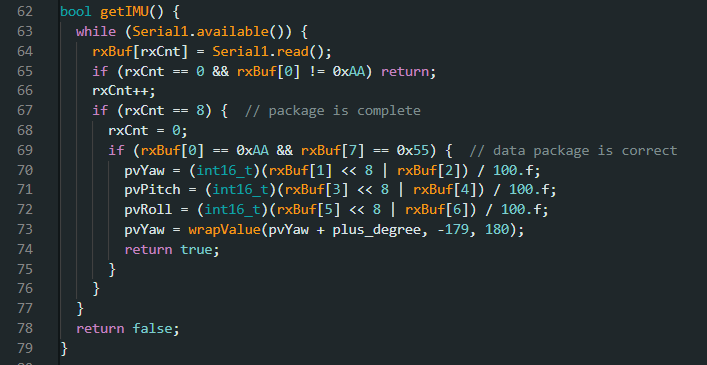 62 bool getIMU() {
63   while (Serial1.available()) {
64     rxBuf[rxCnt] = Serial1.read();
65     if (rxCnt == 0 && rxBuf[0] != 0xAA) return;
66     rxCnt++;
67     if (rxCnt == 8) {  // package is complete
68       rxCnt = 0;
69       if (rxBuf[0] == 0xAA && rxBuf[7] == 0x55) {  // data package is correct
70         pvYaw = (int16_t)(rxBuf[1] << 8 | rxBuf[2]) / 100.f;
71         pvPitch = (int16_t)(rxBuf[3] << 8 | rxBuf[4]) / 100.f;
72         pvRoll = (int16_t)(rxBuf[5] << 8 | rxBuf[6]) / 100.f;
73         pvYaw = wrapValue(pvYaw + plus_degree, -179, 180);
74         return true;
75       }
76     }
77   }
78   return false;
79 }